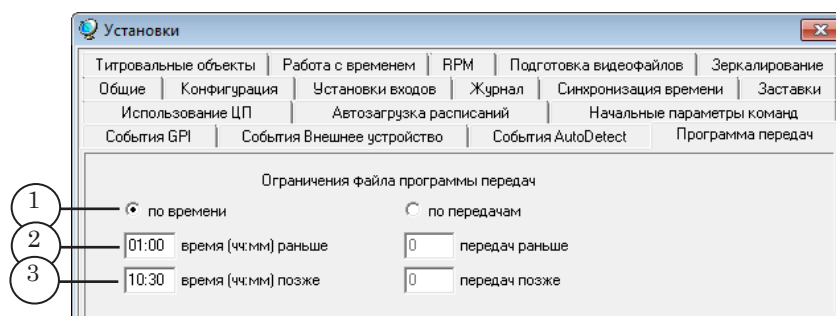 Установки
Титровальные объекты Работа с временем RPM Подготовка видеофайлов Зеркалирование
Общие Конфигурация Установки входов Журнал Синхронизация времени Заставки
Использование ЦП Автозагрузка расписаний Начальные параметры команд
События GPI События Внешнее устройство События AutoDetect Программа передач
Ограничения файла программы передач
1 по времени по передачам
2 01:00 время (чч:мм) раньше 0 передач раньше
3 10:30 время (чч:мм) позже 0 передач позже